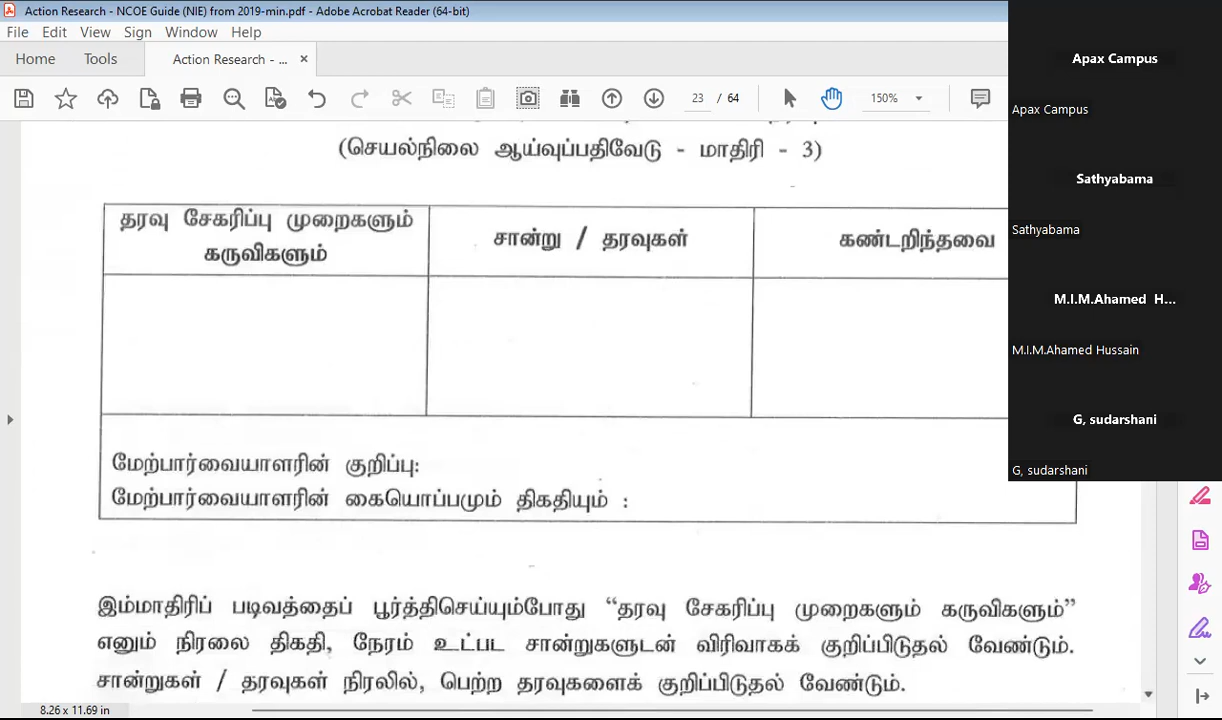 Action Research - NCOE Guide (NIE) from 2019-min.pdf - Adobe Acrobat Reader (64-bit)
File Edit View Sign Window Help
Home Tools Action Research - ... ×
23 / 64 150%
(செயல்நிலை ஆய்வுப்பதிவேடு - மாதிரி - 3)
தரவு சேகரிப்பு முறைகளும் கருவிகளும்
சான்று / தரவுகள்
கண்டறிந்தவை
மேற்பார்வையாளரின் குறிப்பு:
மேற்பார்வையாளரின் கையொப்பமும் திகதியும் :
இம்மாதிரிப் படிவத்தைப் பூர்த்திசெய்யும்போது “தரவு சேகரிப்பு முறைகளும் கருவிகளும்”
எனும் நிரலை திகதி, நேரம் உட்பட சான்றுகளுடன் விரிவாகக் குறிப்பிடுதல் வேண்டும்.
சான்றுகள் / தரவுகள் நிரலில், பெற்ற தரவுகளைக் குறிப்பிடுதல் வேண்டும்.
8.26 x 11.69 in
Apax Campus
Apax Campus
Sathyabama
Sathyabama
M.I.M.Ahamed H...
M.I.M.Ahamed Hussain
G, sudarshani
G, sudarshani